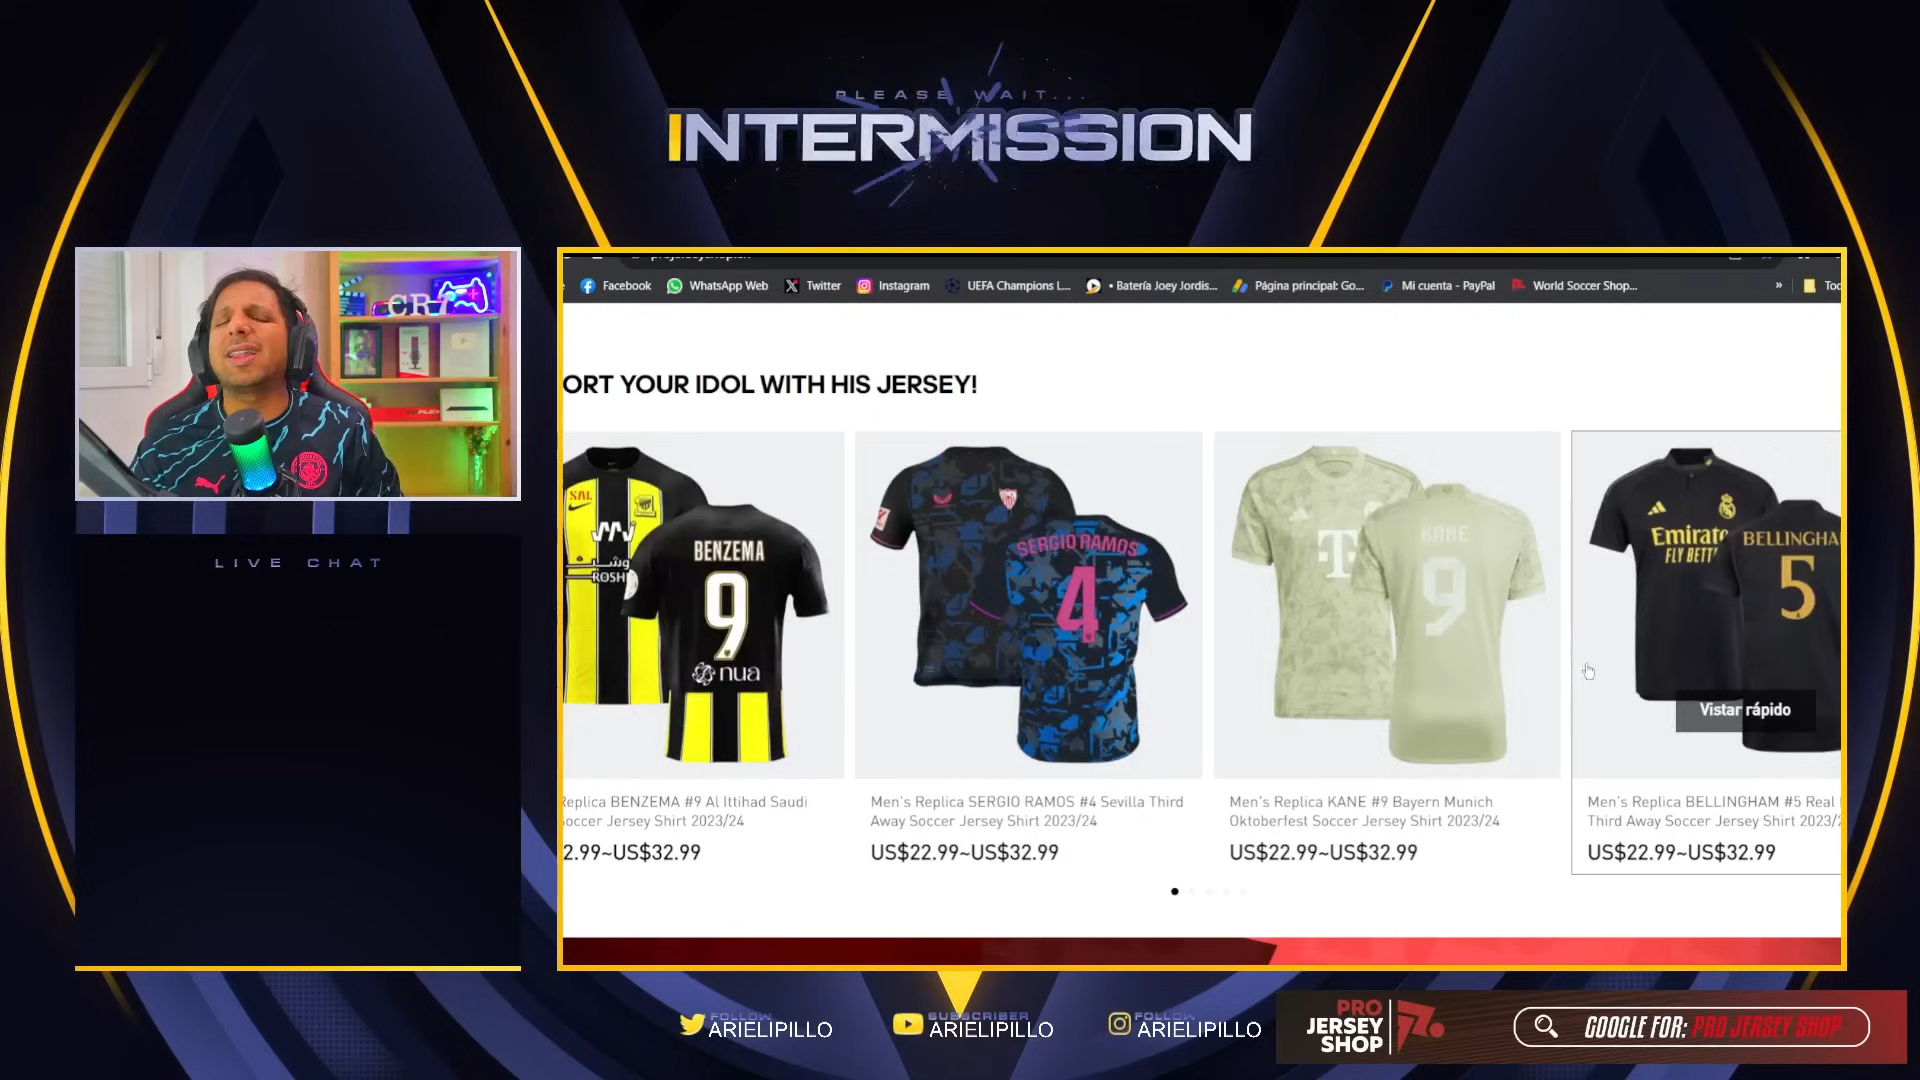 PLEASE WAIT...
INTERMISSION
CR7
Facebook
WhatsApp Web
Twitter
Instagram
UEFA Champions L...
• Batería Joey Jordis...
Página principal: Go...
Mi cuenta - PayPal
World Soccer Shop...
»
ORT YOUR IDOL WITH HIS JERSEY!
SAL
ROSH
BENZEMA
9
nua
SERGIO RAMOS
4
T
KANE
9
Emirate
FLY BETT
BELLINGHA
5
Vistar rápido
Replica BENZEMA #9 Al Ittihad Saudi
Soccer Jersey Shirt 2023/24
2.99~US$32.99
Men's Replica SERGIO RAMOS #4 Sevilla Third
Away Soccer Jersey Shirt 2023/24
US$22.99~US$32.99
Men's Replica KANE #9 Bayern Munich
Oktoberfest Soccer Jersey Shirt 2023/24
US$22.99~US$32.99
Men's Replica BELLINGHAM #5 Real
Third Away Soccer Jersey Shirt 2023/2
US$22.99~US$32.99
LIVE CHAT
FOLLOW
ARIELIPILLO
SUBSCRIBER
ARIELIPILLO
FOLLOW
ARIELIPILLO
PRO
JERSEY
SHOP
GOOGLE FOR: PRO JERSEY SHOP